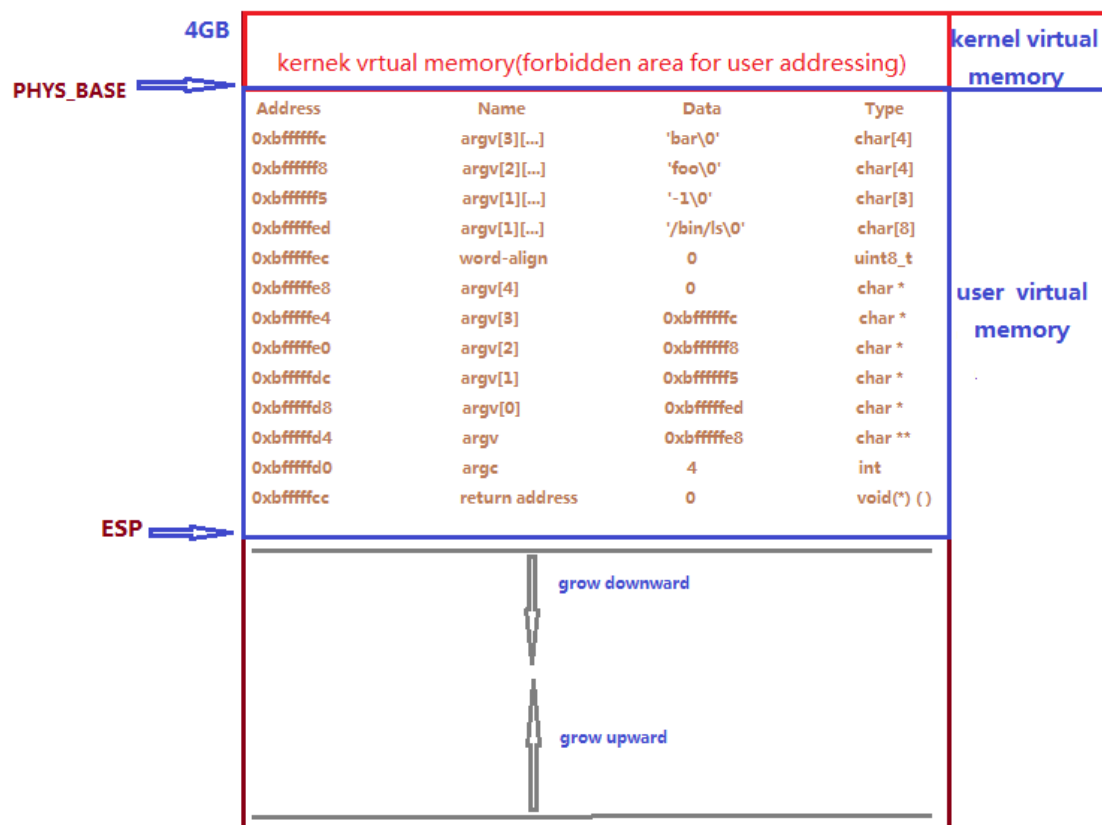 4GB
kernel virtual
memory
kernek vrtual memory(forbidden area for user addressing)
PHYS_BASE
Address Name Data Type
0xbffffffc argv[3][...] 'bar\0' char[4]
0xbffffff8 argv[2][...] 'foo\0' char[4]
0xbffffff5 argv[1][...] '-1\0' char[3]
0xbfffffed argv[1][...] '/bin/ls\0' char[8]
0xbfffffec word-align 0 uint8_t
0xbfffffe8 argv[4] 0 char *
0xbfffffe4 argv[3] 0xbffffffc char *
0xbfffffe0 argv[2] 0xbffffff8 char *
0xbfffffdc argv[1] 0xbffffff5 char *
0xbfffffd8 argv[0] 0xbfffffed char *
0xbfffffd4 argv 0xbfffffe8 char **
0xbfffffd0 argc 4 int
0xbfffffcc return address 0 void(*) ( )
user virtual
memory
ESP
grow downward
grow upward